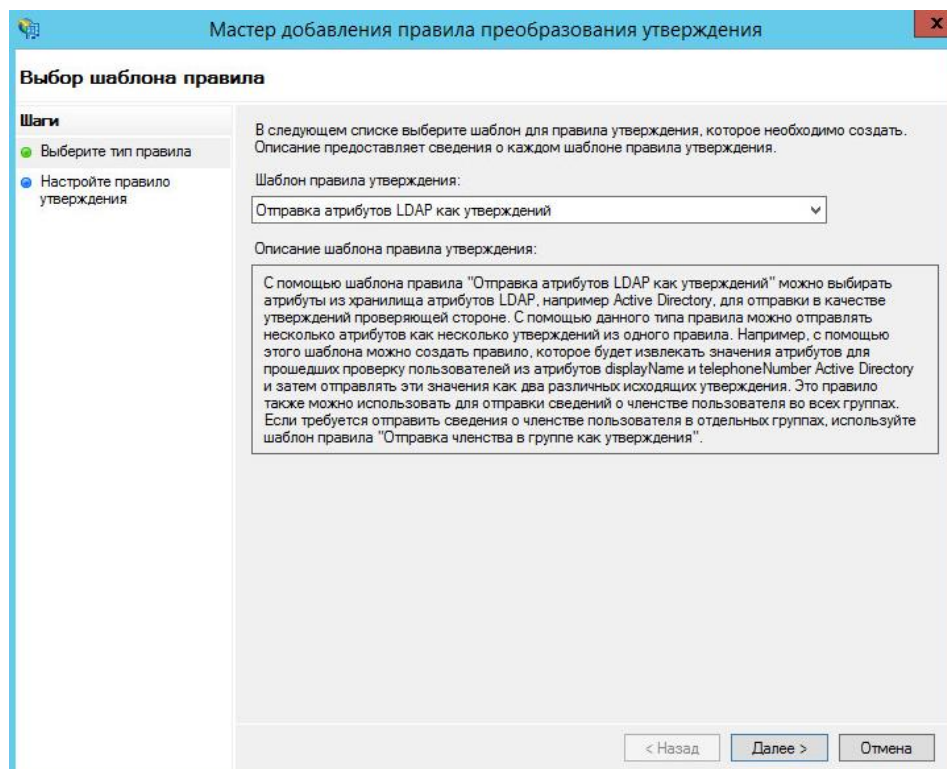 Мастер добавления правила преобразования утверждения
x
Выбор шаблона правила
Шаги
Выберите тип правила
Настройте правило
утверждения
В следующем списке выберите шаблон для правила утверждения, которое необходимо создать.
Описание предоставляет сведения о каждом шаблоне правила утверждения.
Шаблон правила утверждения:
Отправка атрибутов LDAP как утверждений
Описание шаблона правила утверждения:
С помощью шаблона правила "Отправка атрибутов LDAP как утверждений" можно выбирать
атрибуты из хранилища атрибутов LDAP, например Active Directory, для отправки в качестве
утверждений проверяющей стороне. С помощью данного типа правила можно отправлять
несколько атрибутов как несколько утверждений из одного правила. Например, с помощью
этого шаблона можно создать правило, которое будет извлекать значения атрибутов для
прошедших проверку пользователей из атрибутов displayName и telephoneNumber Active Directory
и затем отправлять эти значения как два различных исходящих утверждения. Это правило
также можно использовать для отправки сведений о членстве пользователя во всех группах.
Если требуется отправить сведения о членстве пользователя в отдельных группах, используйте
шаблон правила "Отправка членства в группе как утверждения".
< Назад
Далее >
Отмена